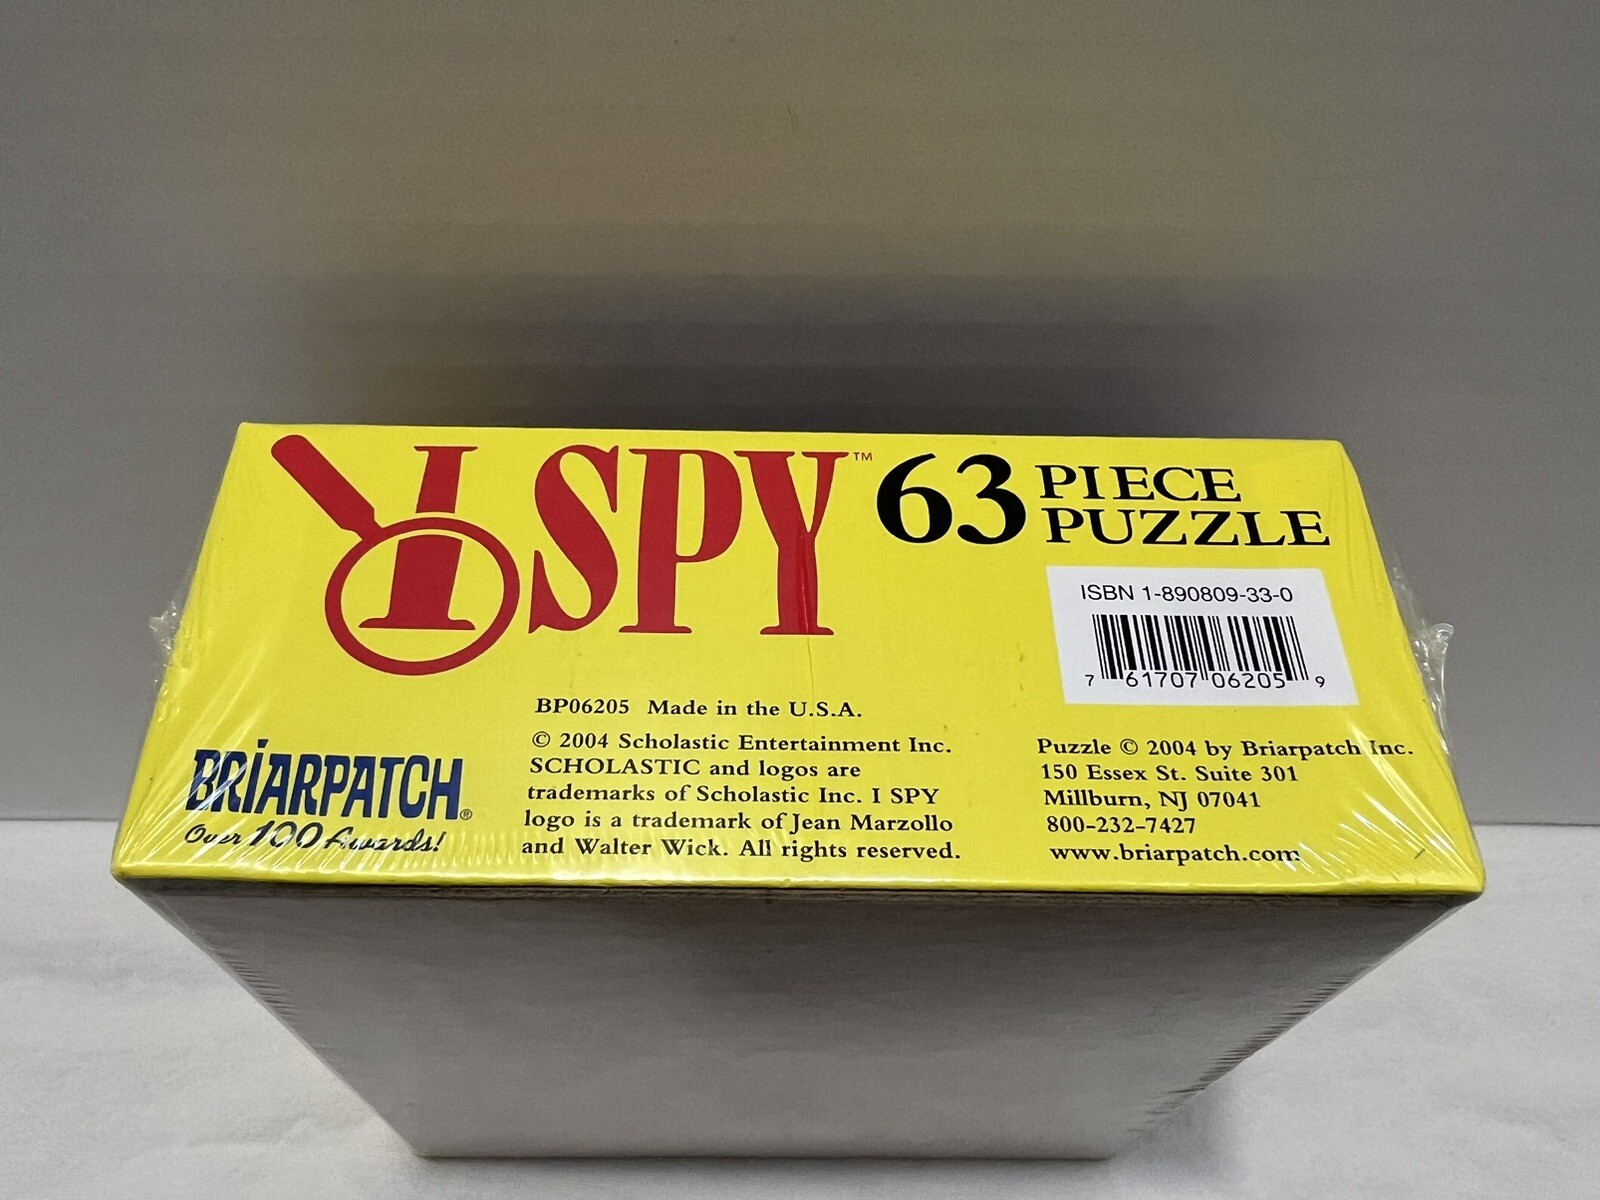 I SPY™
63 PIECE PUZZLE
ISBN 1-890809-33-0
7 61707 06205 9
BP06205 Made in the U.S.A.
© 2004 Scholastic Entertainment Inc.
SCHOLASTIC and logos are
trademarks of Scholastic Inc. I SPY
logo is a trademark of Jean Marzollo
and Walter Wick. All rights reserved.
BRiARPATCH®
Over 100 Awards!
Puzzle © 2004 by Briarpatch Inc.
150 Essex St. Suite 301
Millburn, NJ 07041
800-232-7427
www.briarpatch.com